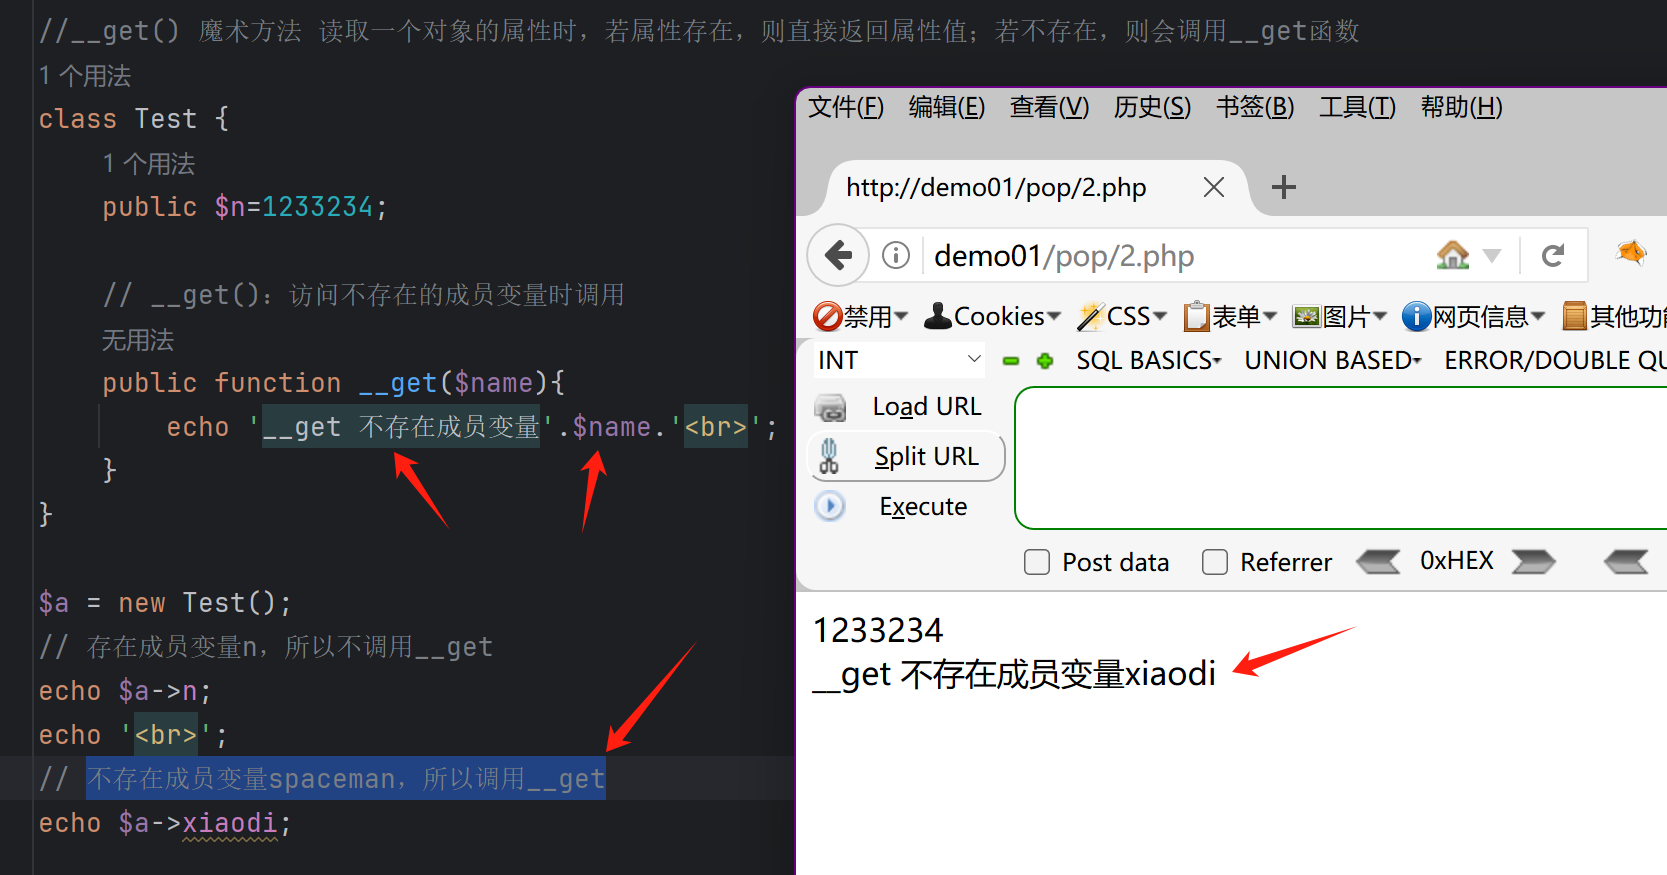 //__get() 魔术方法 读取一个对象的属性时，若属性存在，则直接返回属性值；若不存在，则会调用__get函数
1 个用法
class Test {
1 个用法
public $n=1233234;
// __get()：访问不存在的成员变量时调用
无用法
public function __get($name){
echo '__get 不存在成员变量'.$name.'<br>';
}
}
$a = new Test();
// 存在成员变量n，所以不调用__get
echo $a->n;
echo '<br>';
// 不存在成员变量spaceman，所以调用__get
echo $a->xiaodi;
文件(F) 编辑(E) 查看(V) 历史(S) 书签(B) 工具(T) 帮助(H)
http://demo01/pop/2.php
demo01/pop/2.php
禁用 Cookies CSS 表单 图片 网页信息 其他功
INT SQL BASICS UNION BASED ERROR/DOUBLE QU
Load URL
Split URL
Execute
Post data Referrer 0xHEX
1233234
__get 不存在成员变量xiaodi